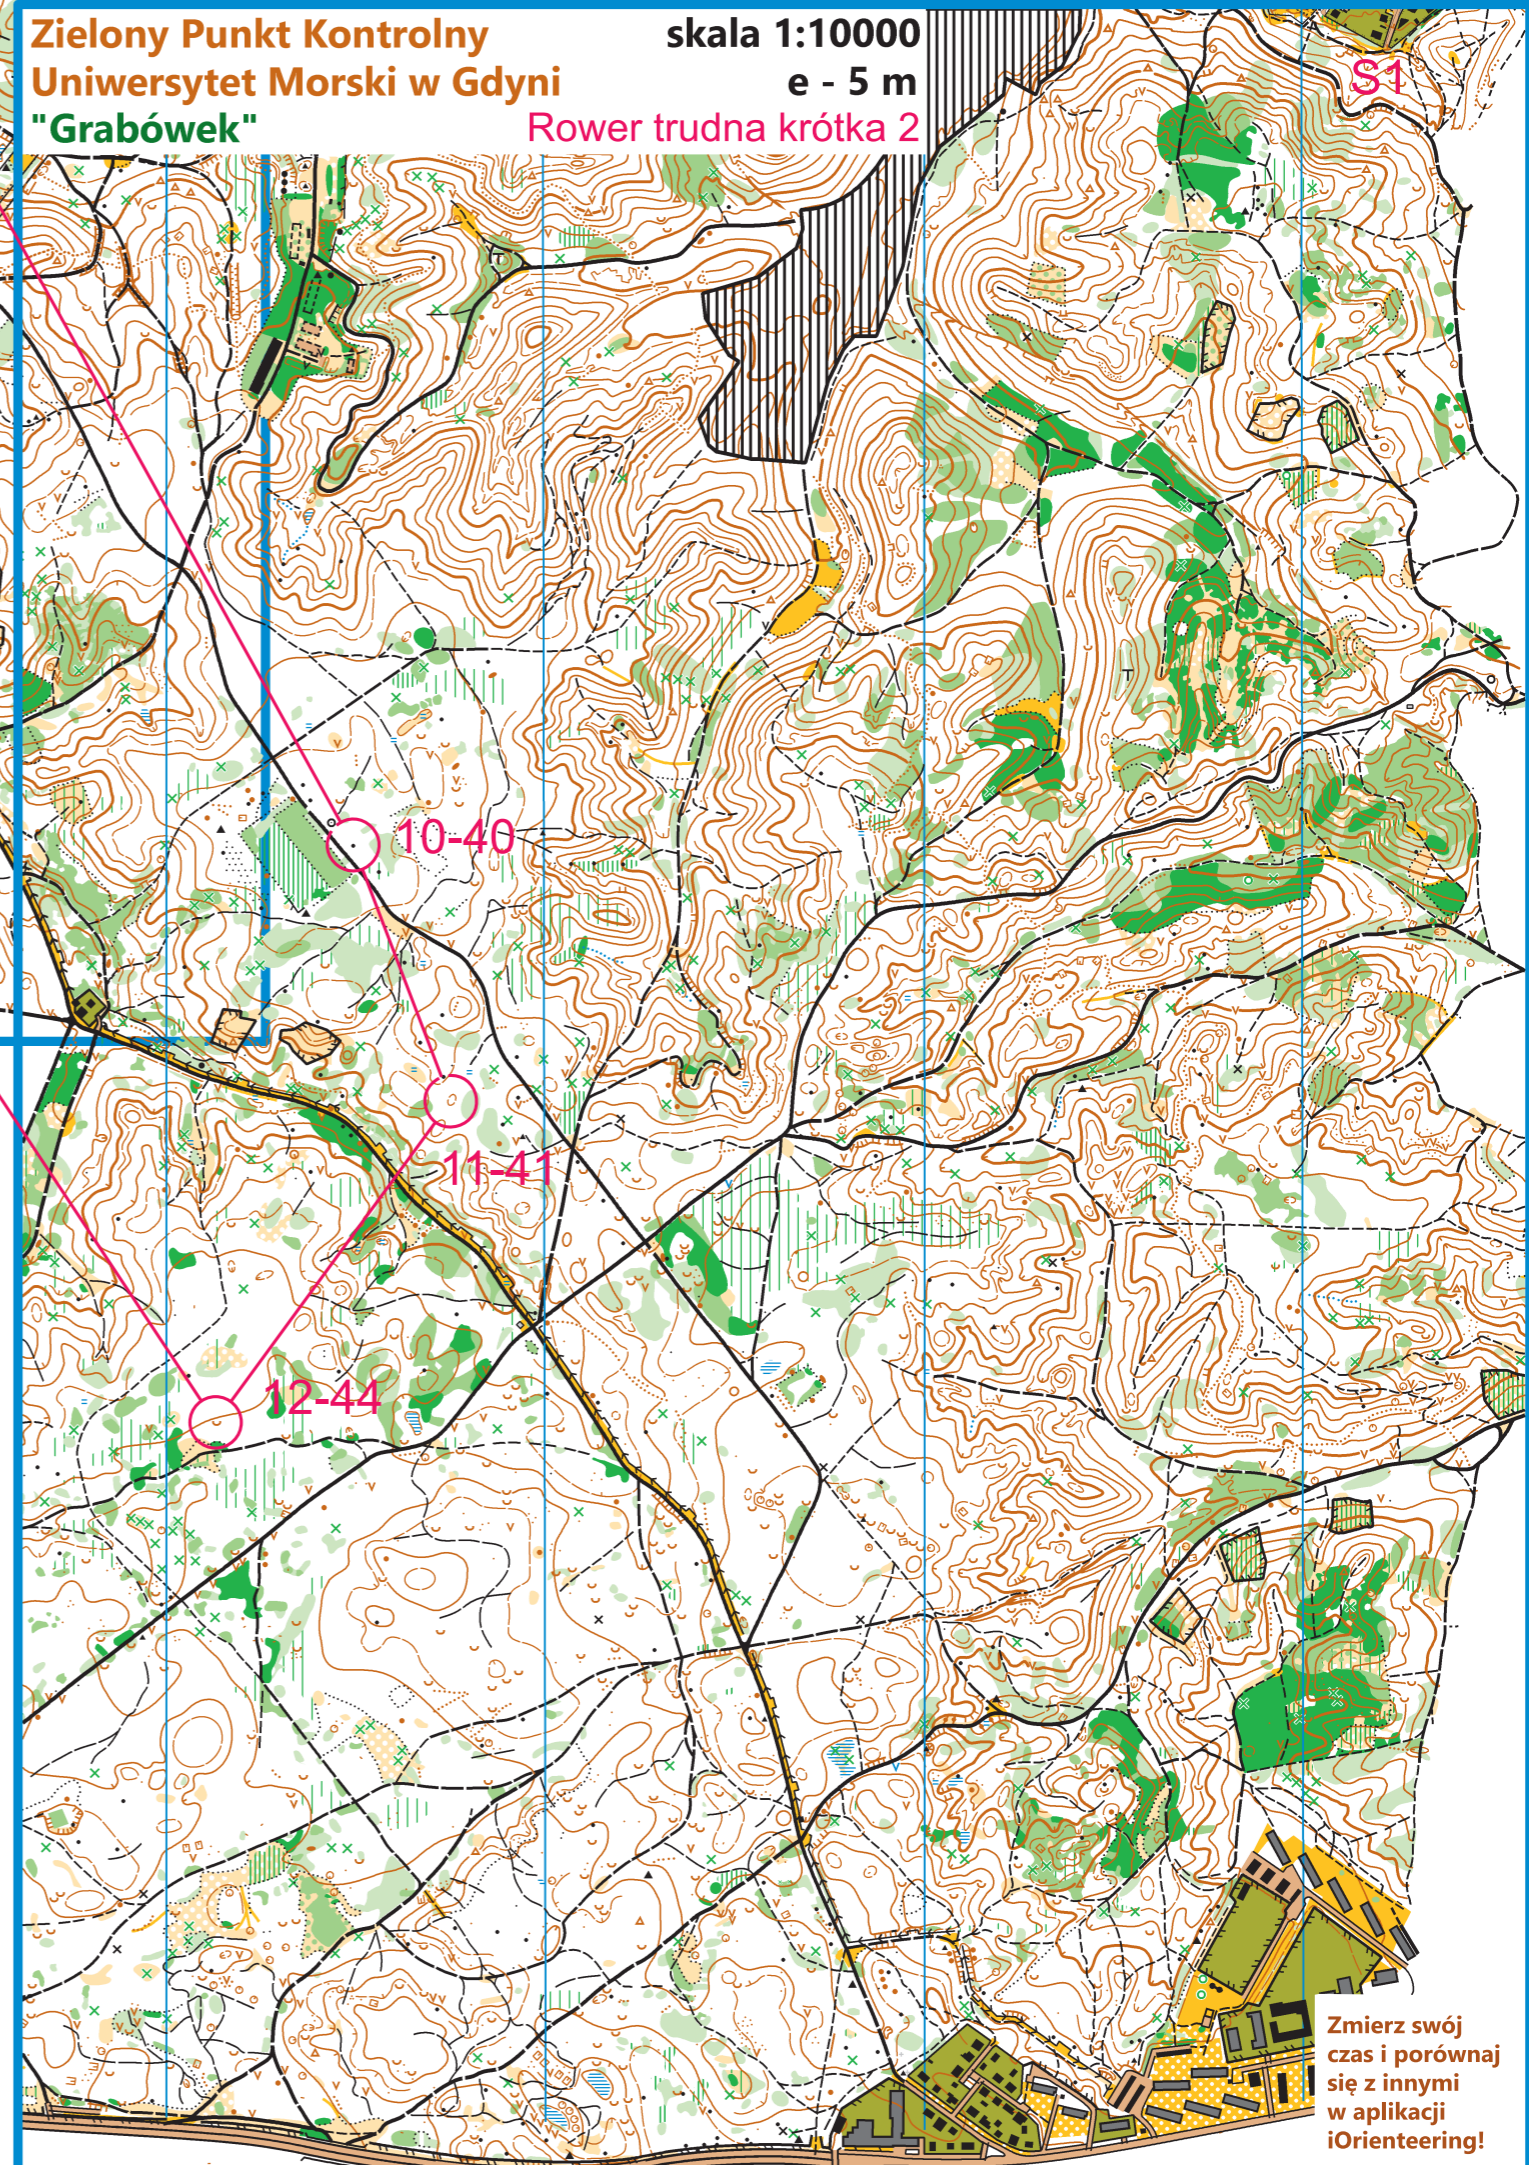 Zielony Punkt Kontrolny
skala 1:10000
Uniwersytet Morski w Gdyni
e - 5 m
"Grabówek"
Rower trudna krótka 2
S1
10-40
11-41
12-44
Zmierz swój
czas i porównaj
się z innymi
w aplikacji
iOrienteering!